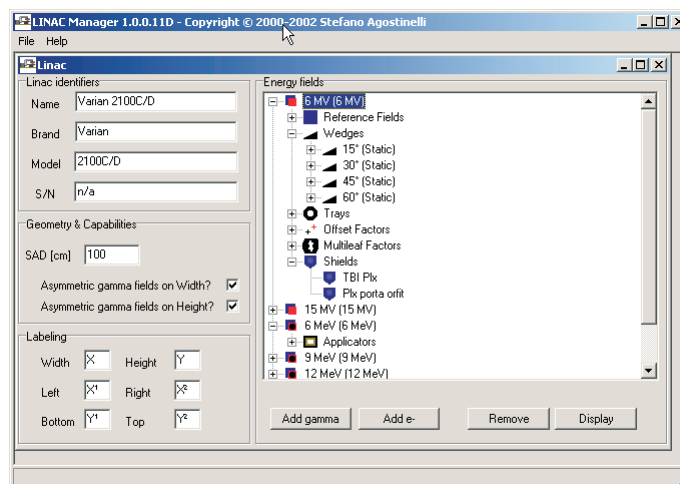 LINAC Manager 1.0.0.11D - Copyright © 2000-2002 Stefano Agostinelli
File Help
Linac
Linac identifiers
Name Varian 2100C/D
Brand Varian
Model 2100C/D
S/N n/a
Geometry & Capabilities
SAD [cm] 100
Asymmetric gamma fields on Width?
Asymmetric gamma fields on Height?
Labeling
Width X Height Y
Left X¹ Right X²
Bottom Y¹ Top Y²
Energy fields
6 MV (6 MV)
Reference Fields
Wedges
15° (Static)
30° (Static)
45° (Static)
60° (Static)
Trays
Offset Factors
Multileaf Factors
Shields
TBI Plx
Plx porta orfit
15 MV (15 MV)
6 MeV (6 MeV)
Applicators
9 MeV (9 MeV)
12 MeV (12 MeV)
Add gamma Add e- Remove Display